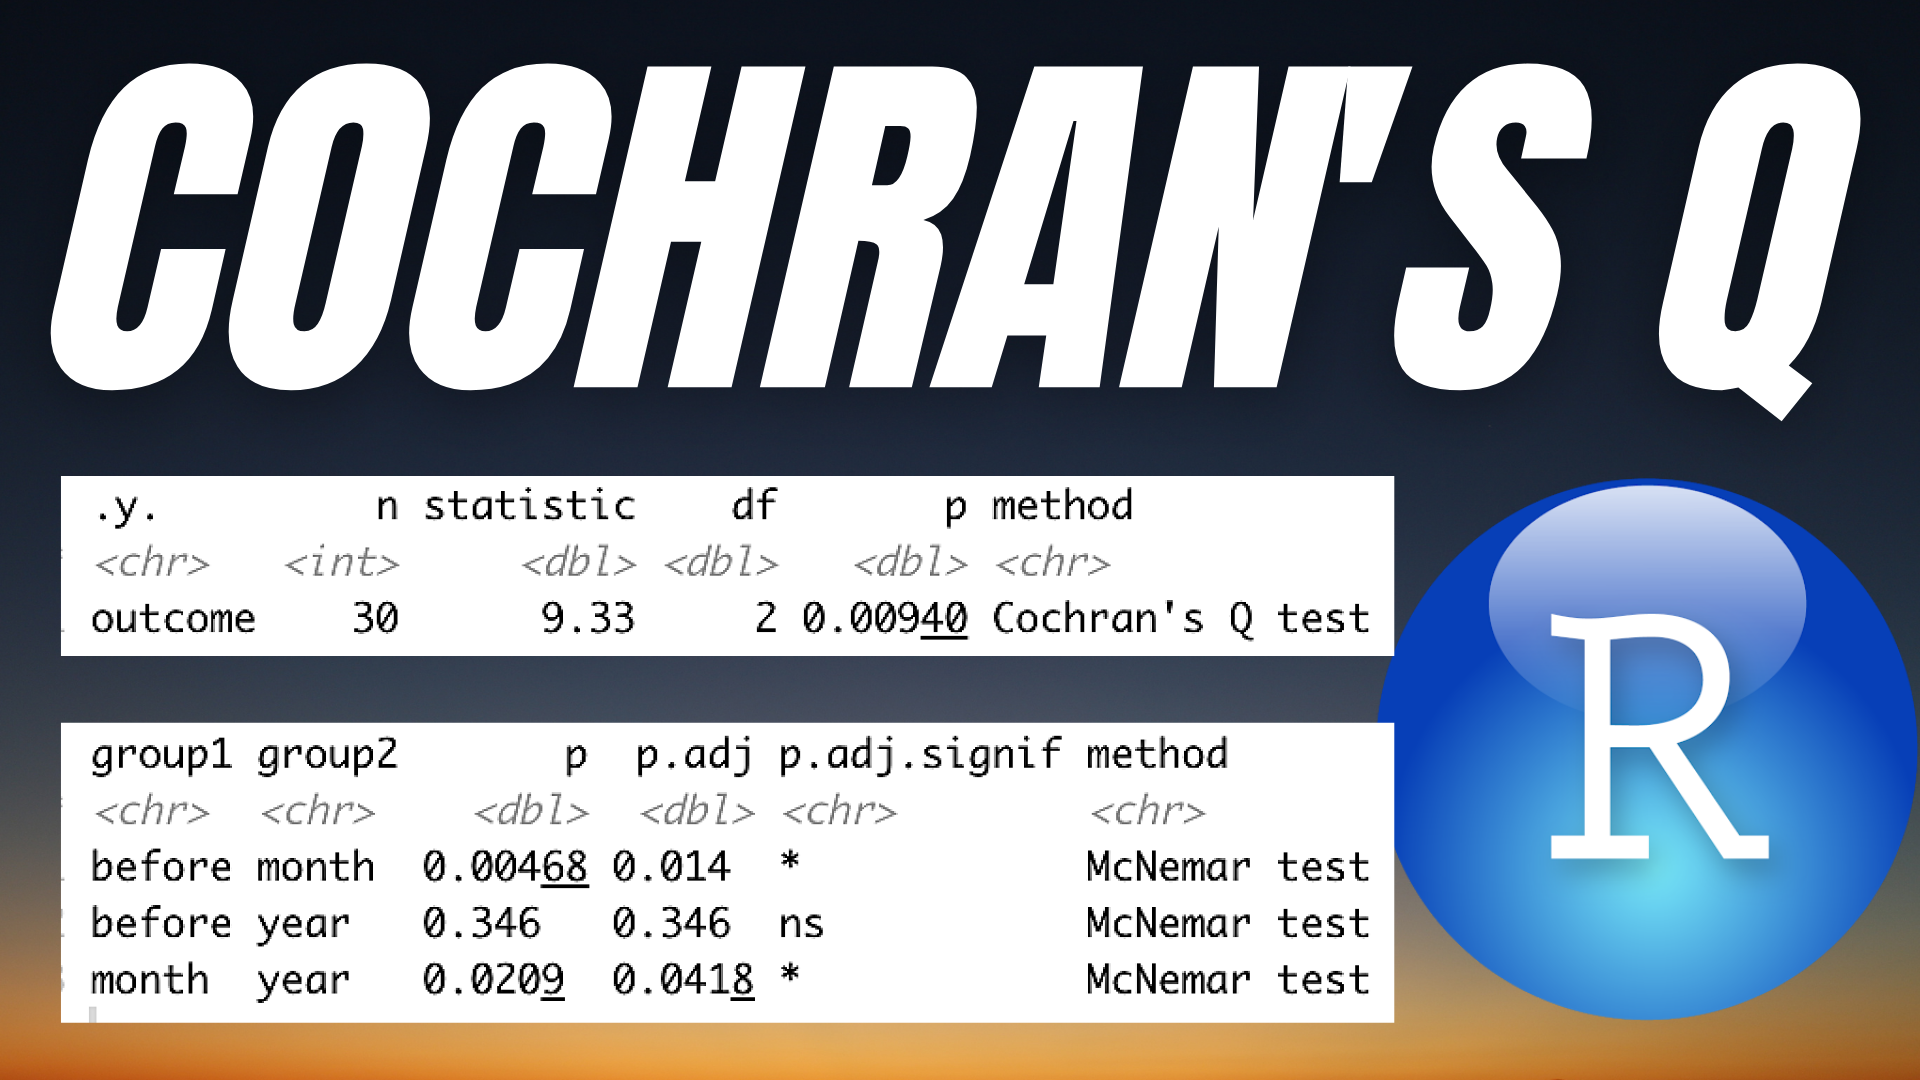 COCHRAN'S Q
.y. n statistic df p method
<chr> <int> <dbl> <dbl> <dbl> <chr>
outcome 30 9.33 2 0.00940 Cochran's Q test
R
group1 group2 p p.adj p.adj.signif method
<chr> <chr> <dbl> <dbl> <chr> <chr>
before month 0.00468 0.014 * McNemar test
before year 0.346 0.346 ns McNemar test
month year 0.0209 0.0418 * McNemar test